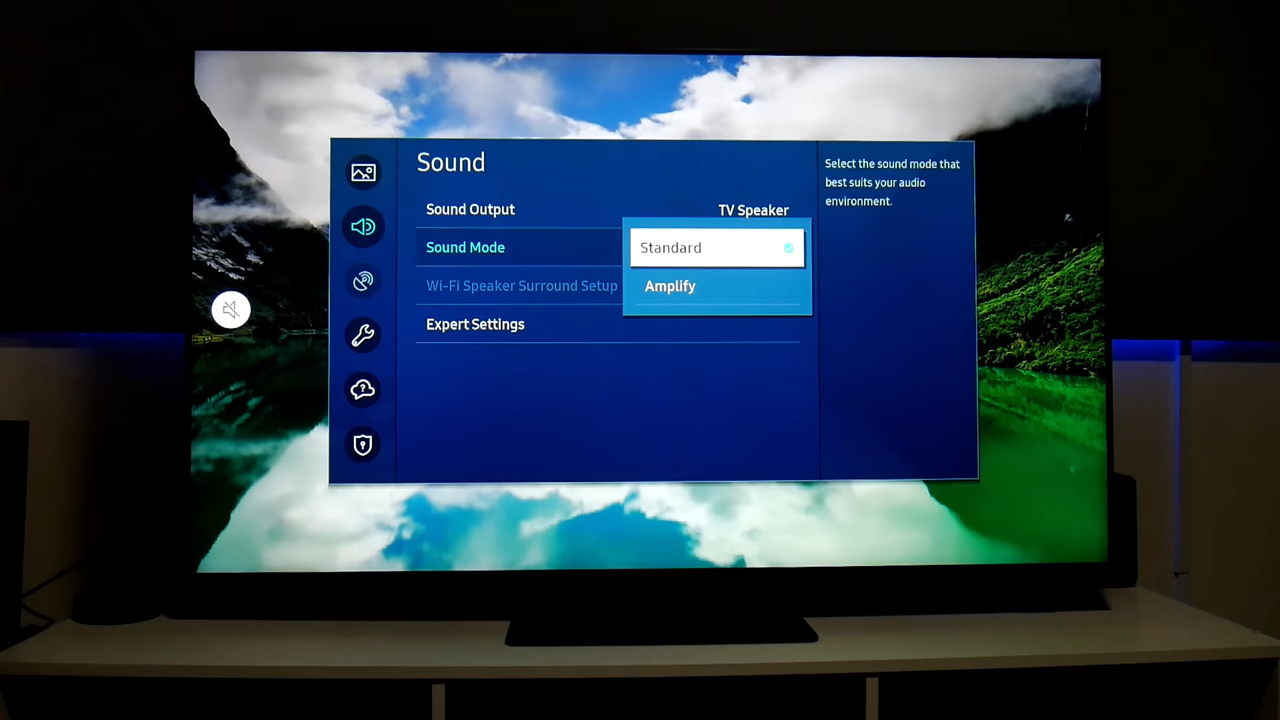 Sound
Sound Output TV Speaker
Sound Mode Standard
Wi-Fi Speaker Surround Setup Amplify
Expert Settings
Select the sound mode that
best suits your audio
environment.